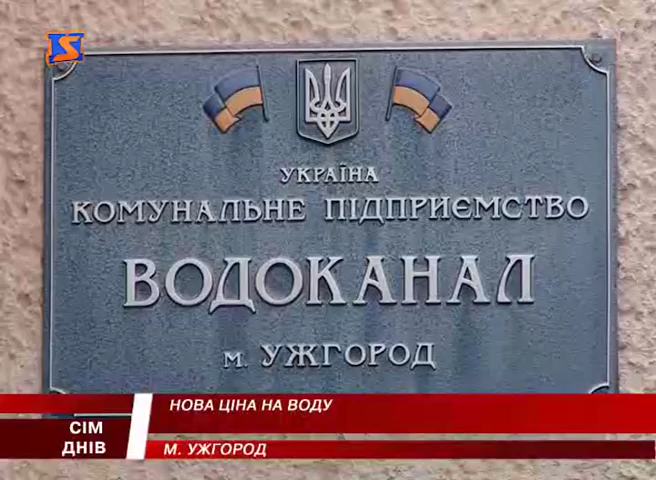 УКРАЇНА
КОМУНАЛЬНЕ ПІДПРИЄМСТВО
ВОДОКАНАЛ
м. УЖГОРОД
НОВА ЦІНА НА ВОДУ
СІМ
ДНІВ
М. УЖГОРОД